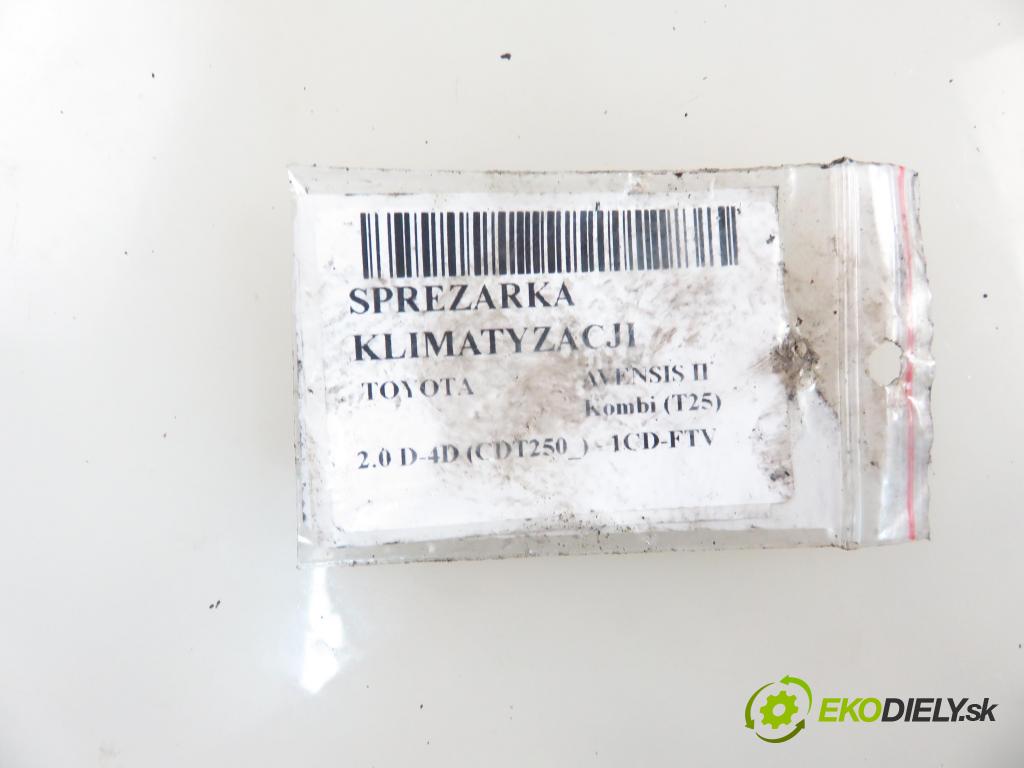 SPREZARKA
KLIMATYZACJI
TOYOTA AVENSIS II
Kombi (T25)
2.0 D-4D (CDT250_) - 1CD-FTV
EKODIELY.sk